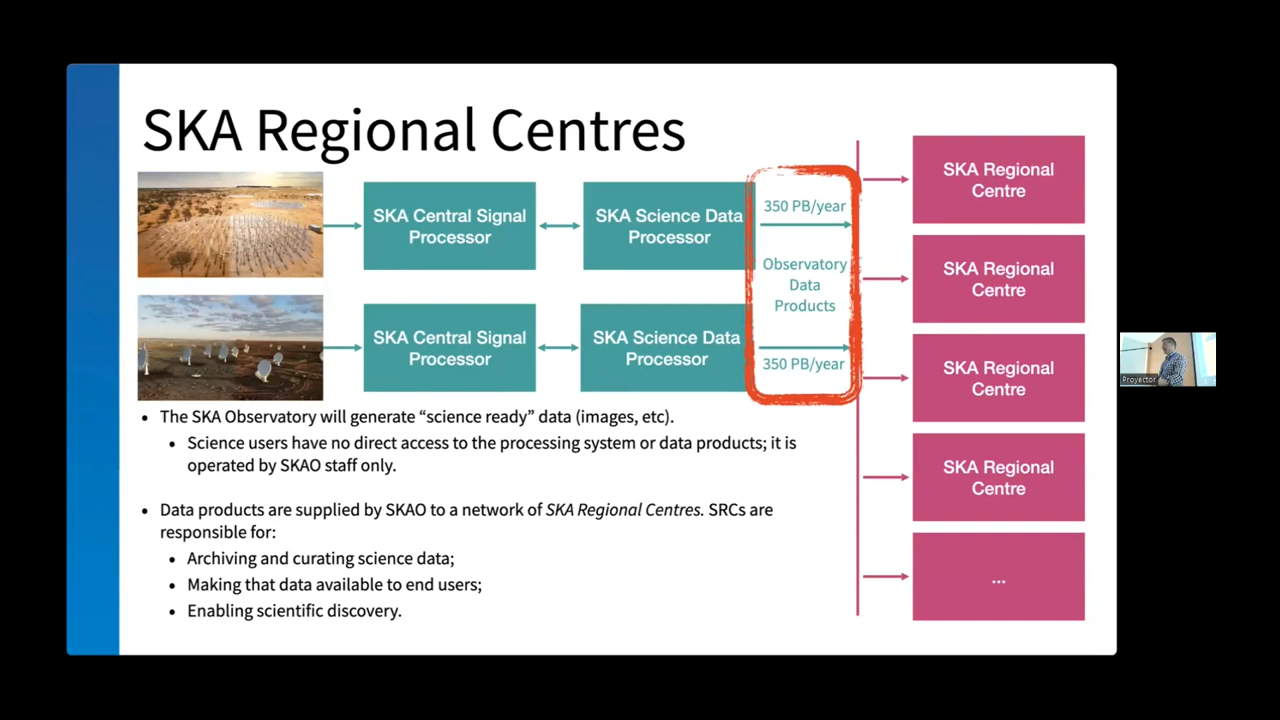 SKA Regional Centres
SKA Central Signal
Processor
SKA Science Data
Processor
350 PB/year
Observatory
Data
Products
SKA Central Signal
Processor
SKA Science Data
Processor
350 PB/year
SKA Regional
Centre
SKA Regional
Centre
SKA Regional
Centre
SKA Regional
Centre
...
• The SKA Observatory will generate “science ready” data (images, etc).
• Science users have no direct access to the processing system or data products; it is
operated by SKAO staff only.
• Data products are supplied by SKAO to a network of SKA Regional Centres. SRCs are
responsible for:
• Archiving and curating science data;
• Making that data available to end users;
• Enabling scientific discovery.
Proyector